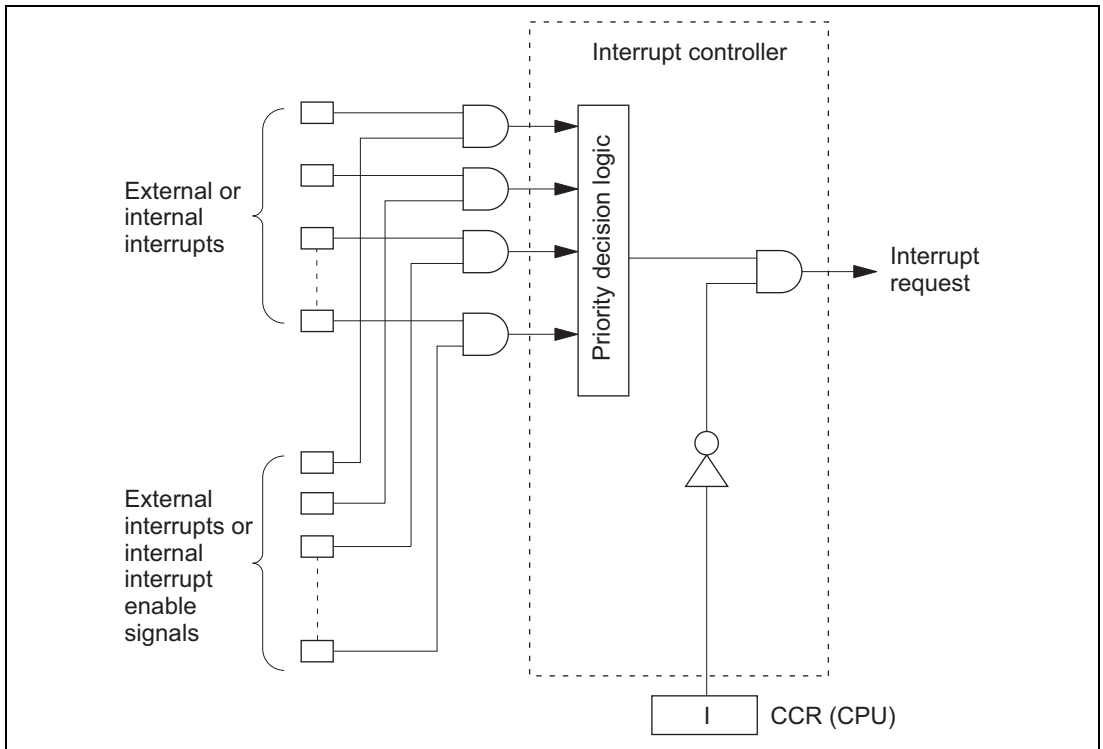 Interrupt controller
External or
internal
interrupts
Priority decision logic
Interrupt
request
External
interrupts or
internal
interrupt
enable
signals
I
CCR (CPU)